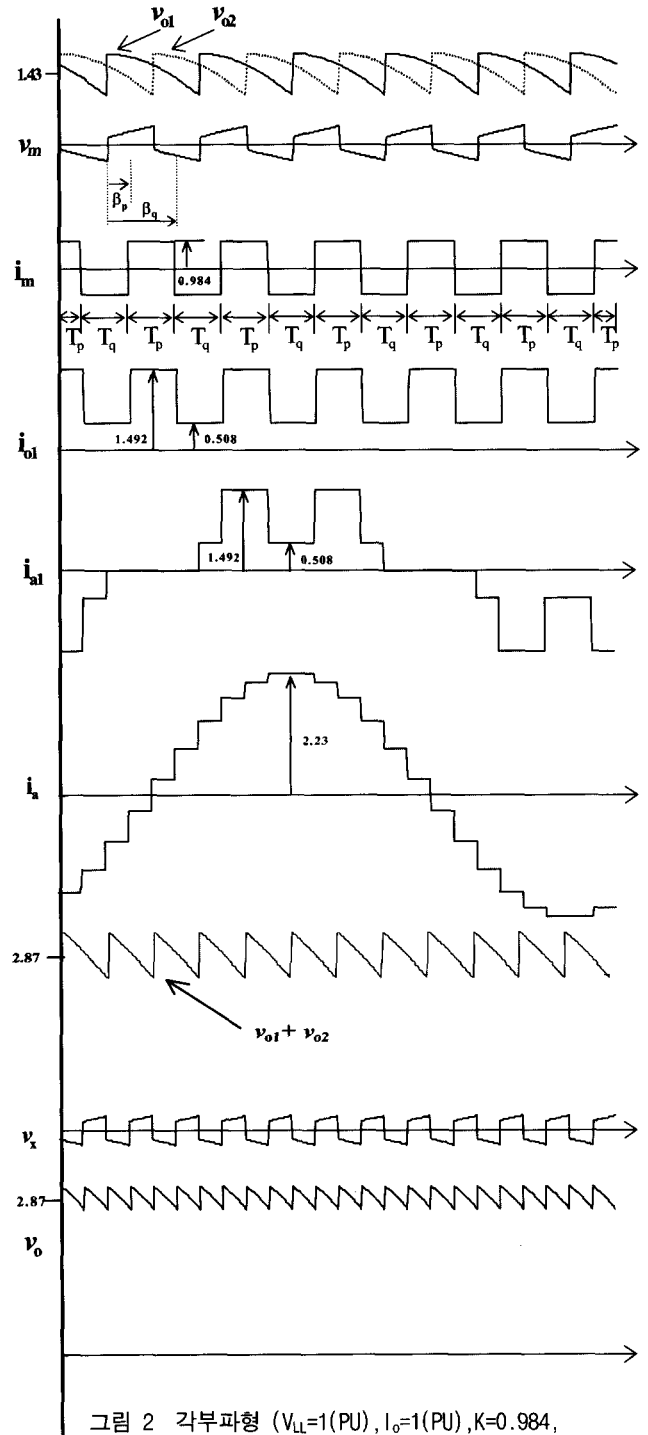 v_o1 v_o2
1.43
v_m
β_p
β_q
i_m
0.984
T_p T_q T_p T_q T_p T_q T_p T_q T_p T_q T_p T_q T_p
i_o1
1.492
0.508
i_a1
1.492
0.508
i_a
2.23
2.87
v_o1 + v_o2
v_x
2.87
v_o
그림 2 각부파형 (V_LL=1(PU),I_o=1(PU),K=0.984,